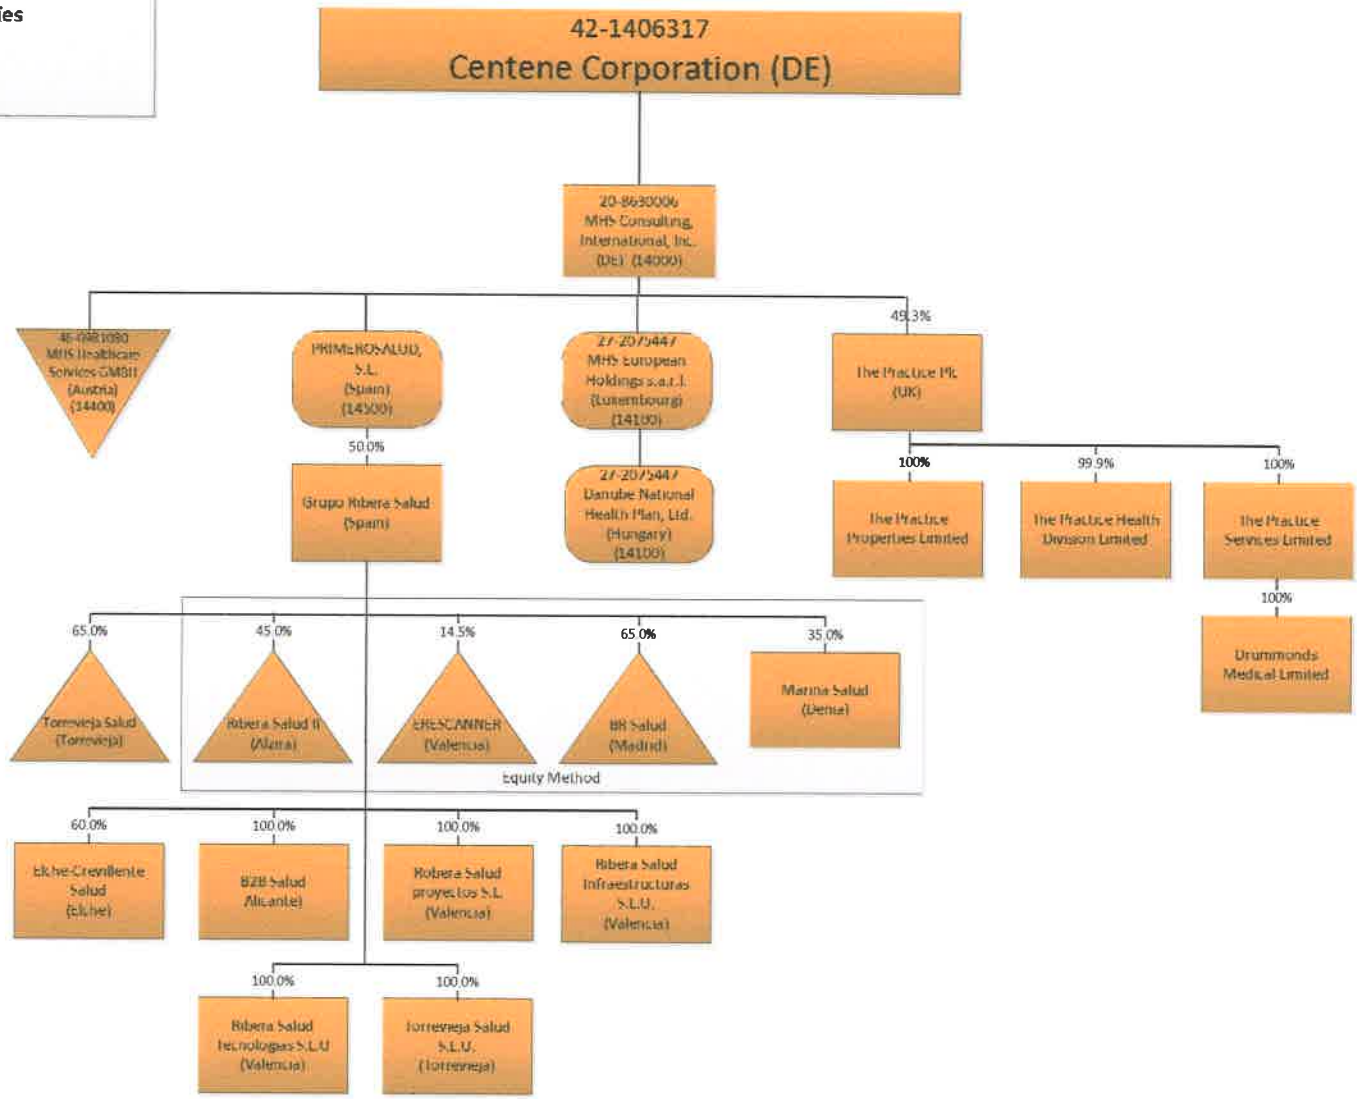 ies
42-1406317
Centene Corporation (DE)
20-8630006
MHS Consulting,
International, Inc.
(DE) (14000)
49.3%
MHS Healthcare
Services GMBH
(Austria)
(14400)
PRIMEROSALUD,
S.L.
(Spain)
(14500)
27-2075447
MHS European
Holdings s.a.r.l.
(Luxembourg)
(14100)
The Practice Plc
(UK)
50.0%
Grupo Ribera Salud
(Spain)
27-2075447
Danube National
Health Plan, Ltd.
(Hungary)
(14100)
100%
99.9%
100%
The Practice
Properties Limited
The Practice Health
Division Limited
The Practice
Services Limited
100%
Drummonds
Medical Limited
65.0%
45.0%
14.5%
65.0%
35.0%
Torrevieja Salud
(Torrevieja)
Ribera Salud II
(Alzira)
ERESCANNER
(Valencia)
BR Salud
(Madrid)
Marina Salud
(Denia)
Equity Method
60.0%
100.0%
100.0%
100.0%
Elche-Crevillente
Salud
(Elche)
B2B Salud
Alicante)
Robera Salud
proyectos S.L.
(Valencia)
Ribera Salud
Infraestructuras
S.L.U.
(Valencia)
100.0%
100.0%
Ribera Salud
Tecnologias S.L.U
(Valencia)
Torrevieja Salud
S.L.U.
(Torrevieja)